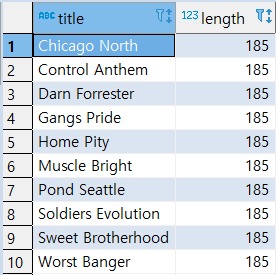 ABC title 123 length
1 Chicago North 185
2 Control Anthem 185
3 Darn Forrester 185
4 Gangs Pride 185
5 Home Pity 185
6 Muscle Bright 185
7 Pond Seattle 185
8 Soldiers Evolution 185
9 Sweet Brotherhood 185
10 Worst Banger 185